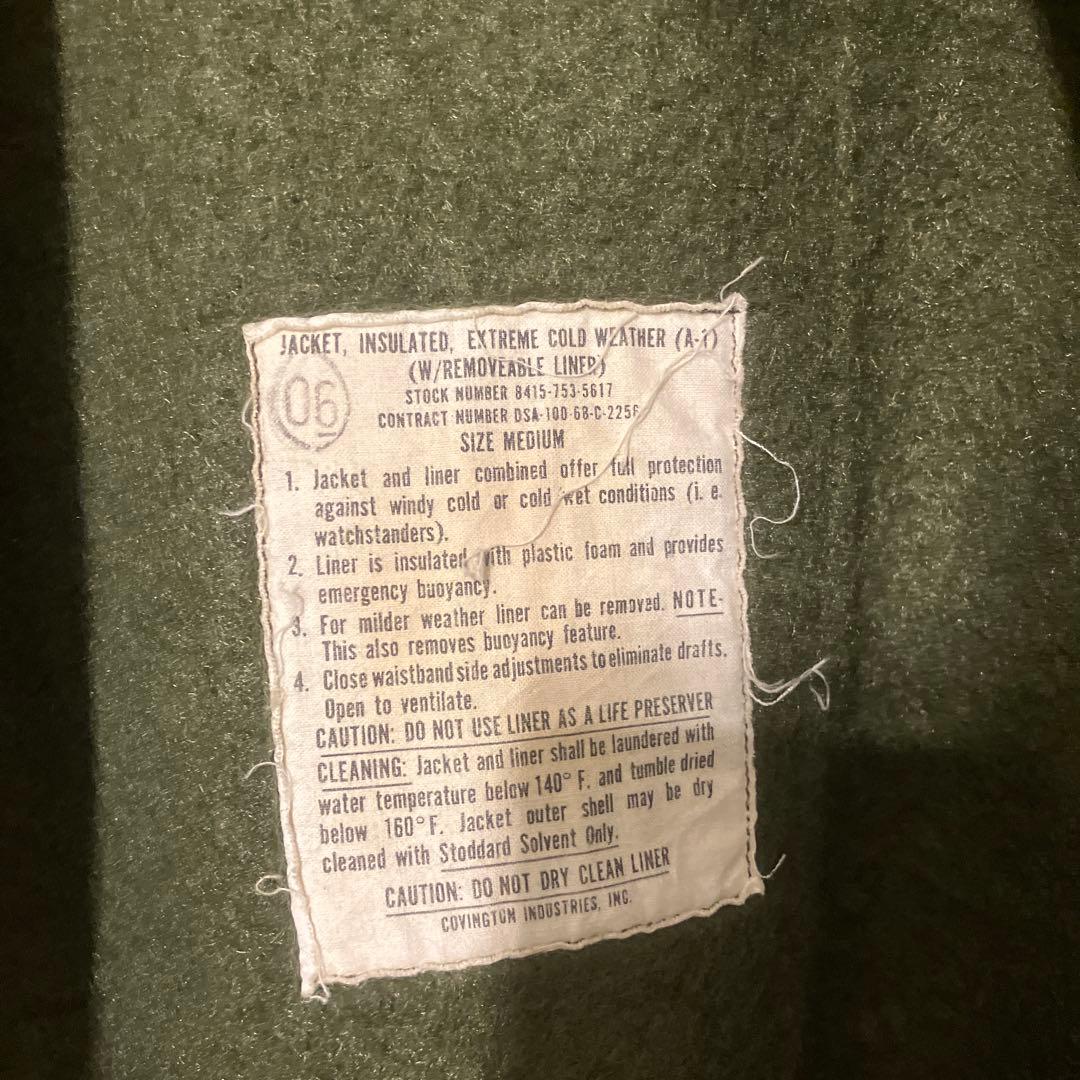 JACKET, INSULATED, EXTREME COLD WEATHER (A-1)
(W/REMOVEABLE LINER)
06
STOCK NUMBER 8415-753-5617
CONTRACT NUMBER DSA-100-68-C-2256
SIZE MEDIUM
1. Jacket and liner combined offer full protection
against windy cold or cold wet conditions (i. e.
watchstanders).
2. Liner is insulated with plastic foam and provides
emergency buoyancy.
3. For milder weather liner can be removed. NOTE-
This also removes buoyancy feature.
4. Close waistband side adjustments to eliminate drafts.
Open to ventilate.
CAUTION: DO NOT USE LINER AS A LIFE PRESERVER
CLEANING: Jacket and liner shall be laundered with
water temperature below 140° F. and tumble dried
below 160° F. Jacket outer shell may be dry
cleaned with Stoddard Solvent Only.
CAUTION: DO NOT DRY CLEAN LINER
COVINGTON INDUSTRIES, INC.